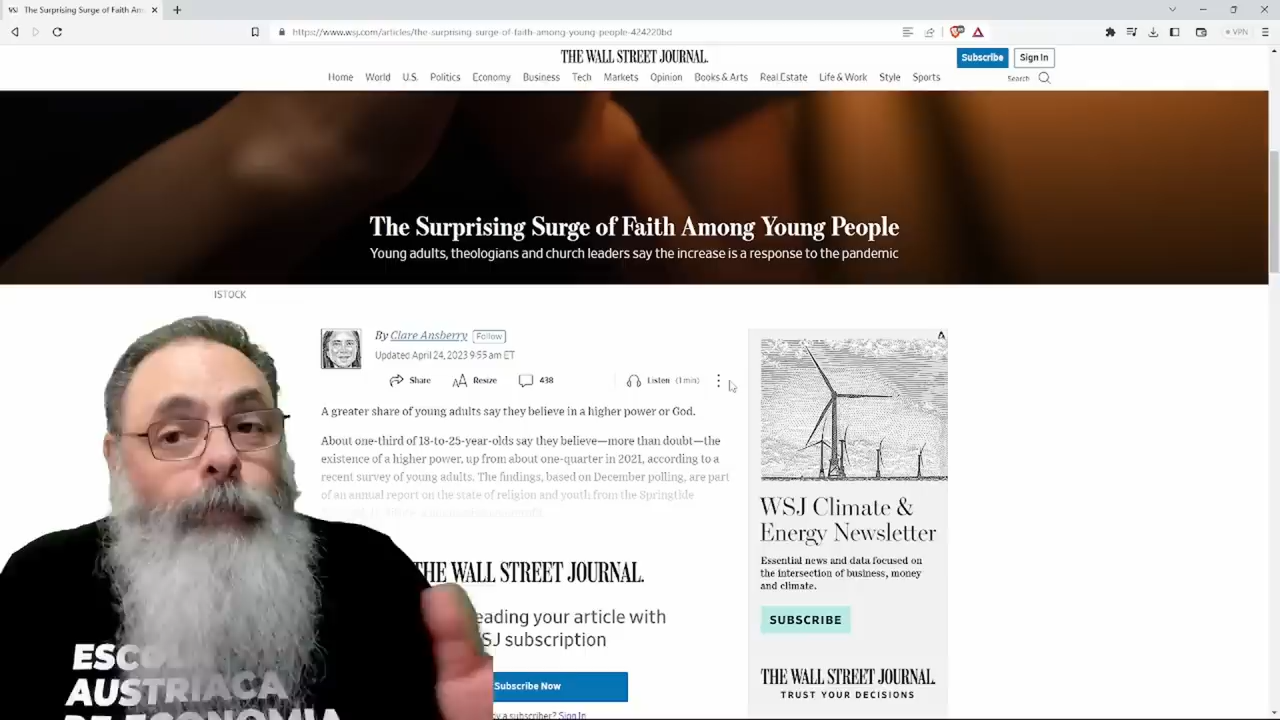 The Surprising Surge of Faith Am
https://www.wsj.com/articles/the-surprising-surge-of-faith-among-young-people-424220bd
VPN
THE WALL STREET JOURNAL.
Subscribe
Sign In
Home World U.S. Politics Economy Business Tech Markets Opinion Books & Arts Real Estate Life & Work Style Sports
Search
The Surprising Surge of Faith Among Young People
Young adults, theologians and church leaders say the increase is a response to the pandemic
ISTOCK
By Clare Ansberry Follow
Updated April 24, 2023 9:55 am ET
Share Resize 438 Listen (1 min)
A greater share of young adults say they believe in a higher power or God.
About one-third of 18-to-25-year-olds say they believe—more than doubt—the
existence of a higher power, up from about one-quarter in 2021, according to a
recent survey of young adults. The findings, based on December polling, are part
of an annual report on the state of religion and youth from the Springtide
THE WALL STREET JOURNAL.
eading your article with
SJ subscription
Subscribe Now
y a subscriber? Sign In
WSJ Climate &
Energy Newsletter
Essential news and data focused on
the intersection of business, money
and climate.
SUBSCRIBE
THE WALL STREET JOURNAL.
TRUST YOUR DECISIONS
ESCO
AUSTRIACA
DE ECONOMIA